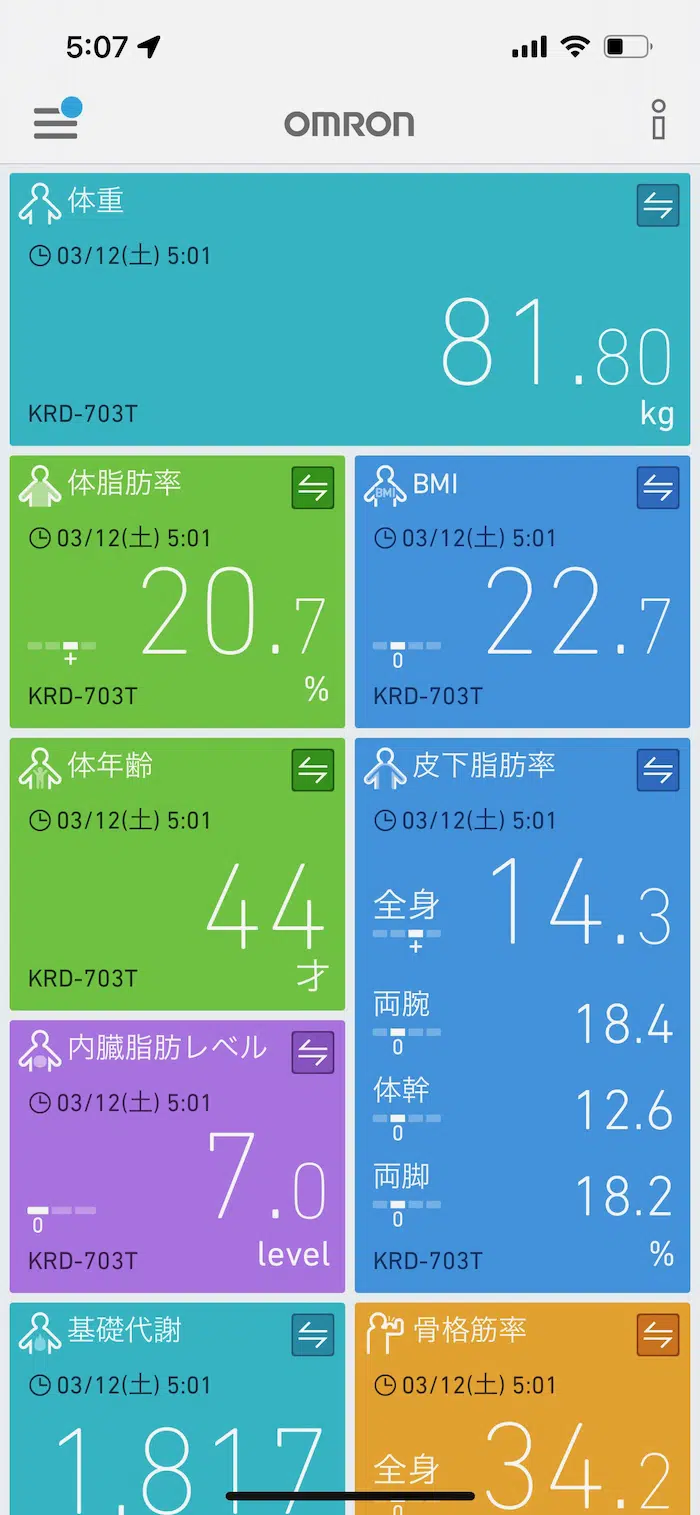 5:07
OMRON
体重
03/12(土) 5:01
81.80
KRD-703T
kg
体脂肪率
03/12(土) 5:01
20.7
+
KRD-703T
%
BMI
BMI
03/12(土) 5:01
22.7
0
KRD-703T
体年齢
03/12(土) 5:01
44
KRD-703T
才
皮下脂肪率
03/12(土) 5:01
全身
14.3
+
両腕
18.4
0
体幹
12.6
0
両脚
18.2
0
KRD-703T
%
内臓脂肪レベル
03/12(土) 5:01
7.0
0
KRD-703T
level
基礎代謝
03/12(土) 5:01
1,817
骨格筋率
03/12(土) 5:01
全身
34.2
0